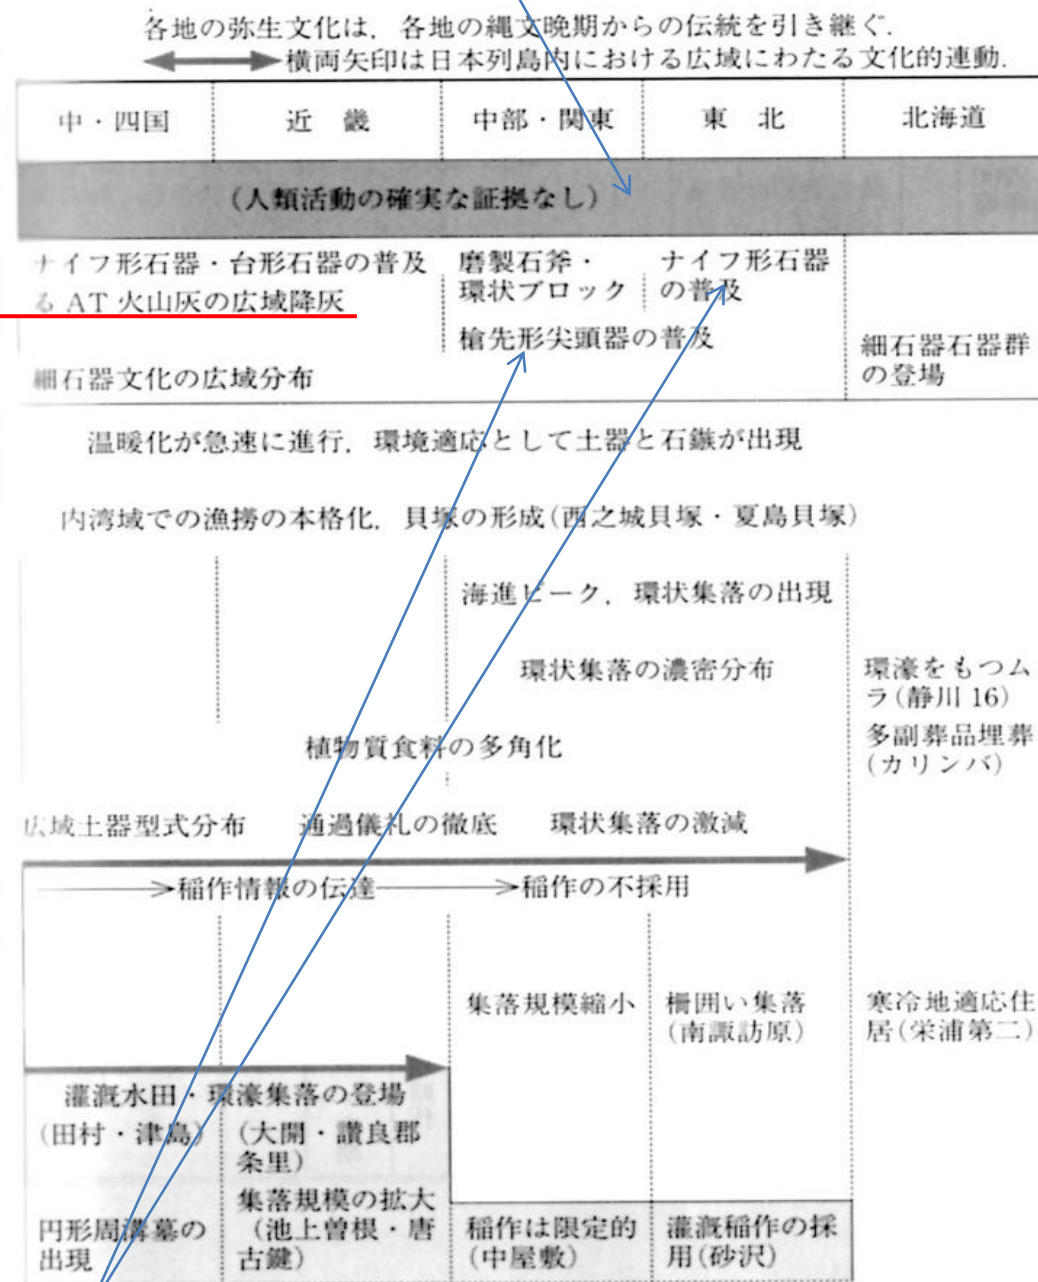 各地の弥生文化は，各地の縄文晩期からの伝統を引き継ぐ．
横両矢印は日本列島内における広域にわたる文化的連動．
中・四国
近　畿
中部・関東
東　北
北海道
（人類活動の確実な証拠なし）
ナイフ形石器・台形石器の普及
る AT 火山灰の広域降灰
細石器文化の広域分布
磨製石斧・
環状ブロック
ナイフ形石器
の普及
槍先形尖頭器の普及
細石器石器群
の登場
温暖化が急速に進行，環境適応として土器と石鏃が出現
内湾域での漁撈の本格化，貝塚の形成（西之城貝塚・夏島貝塚）
海進ピーク，環状集落の出現
環状集落の濃密分布
環濠をもつム
ラ（静川 16）
植物質食料の多角化
多副葬品埋葬
（カリンバ）
広域土器型式分布
通過儀礼の徹底
環状集落の激減
稲作情報の伝達
稲作の不採用
集落規模縮小
柵囲い集落
（南諏訪原）
寒冷地適応住
居（栄浦第二）
灌漑水田・環濠集落の登場
（田村・津島）
（大開・讃良郡
条里）
円形周溝墓の
出現
集落規模の拡大
（池上曽根・唐
古鍵）
稲作は限定的
（中屋敷）
灌漑稲作の採
用（砂沢）